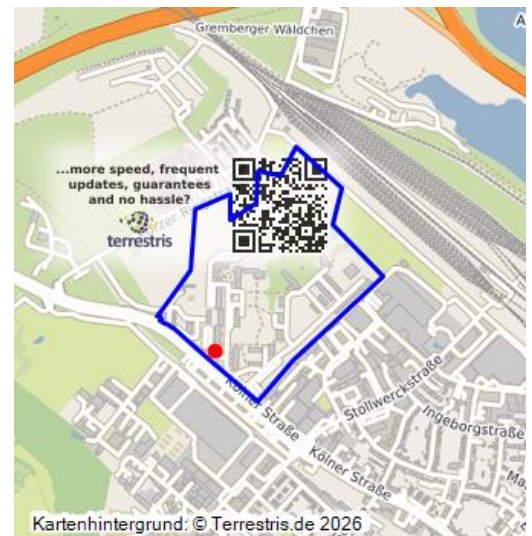 Gremberger Wäldchen
A
...more speed, frequent
updates, guarantees
and no hassle?
terrestris
Kölner Straße
Stollwerckstraße
Ingeborgstraße
Kölner Straße
Mag
Kartenhintergrund: © Terrestris.de 2026